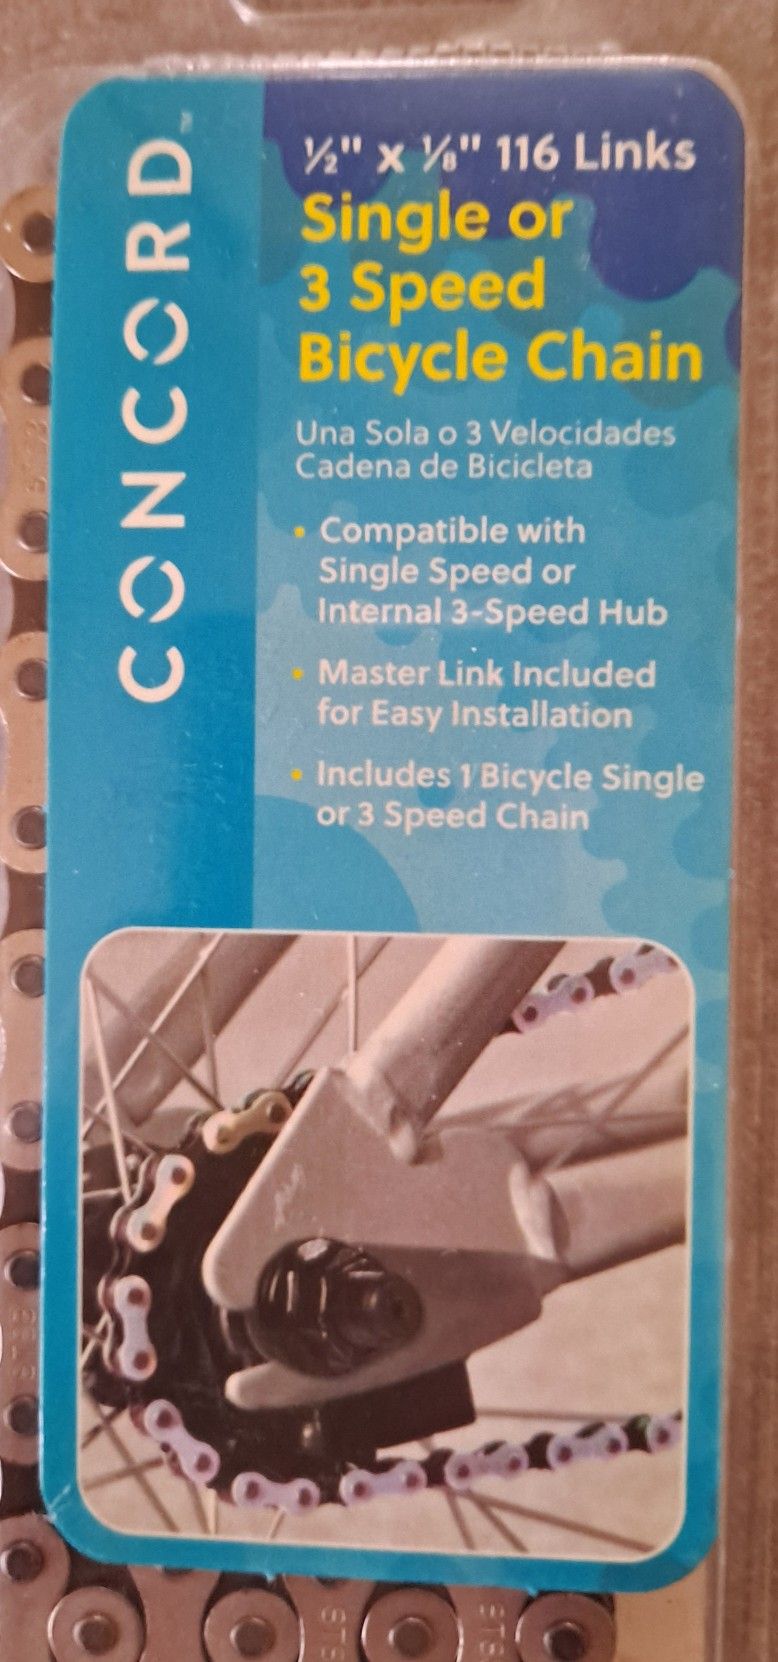 CONCORD™
½" x ⅛" 116 Links
Single or
3 Speed
Bicycle Chain
Una Sola o 3 Velocidades
Cadena de Bicicleta
• Compatible with
Single Speed or
Internal 3-Speed Hub
• Master Link Included
for Easy Installation
• Includes 1 Bicycle Single
or 3 Speed Chain